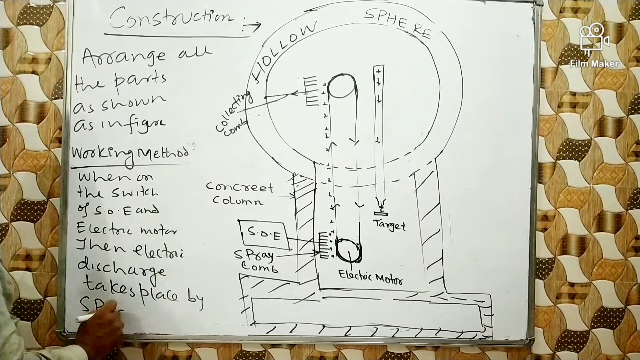 Construction:→
Arrange all
the parts
as shown
as in figure
Working Method:
When on
the switch
of S.O.E and
Electric motor
Then electric
discharge
takes place by
HOLLOW SPHERE
Collecting
Comb
Concreet
Column
S.O.E
Spray
Comb
Target
Electric Motor
Film Maker